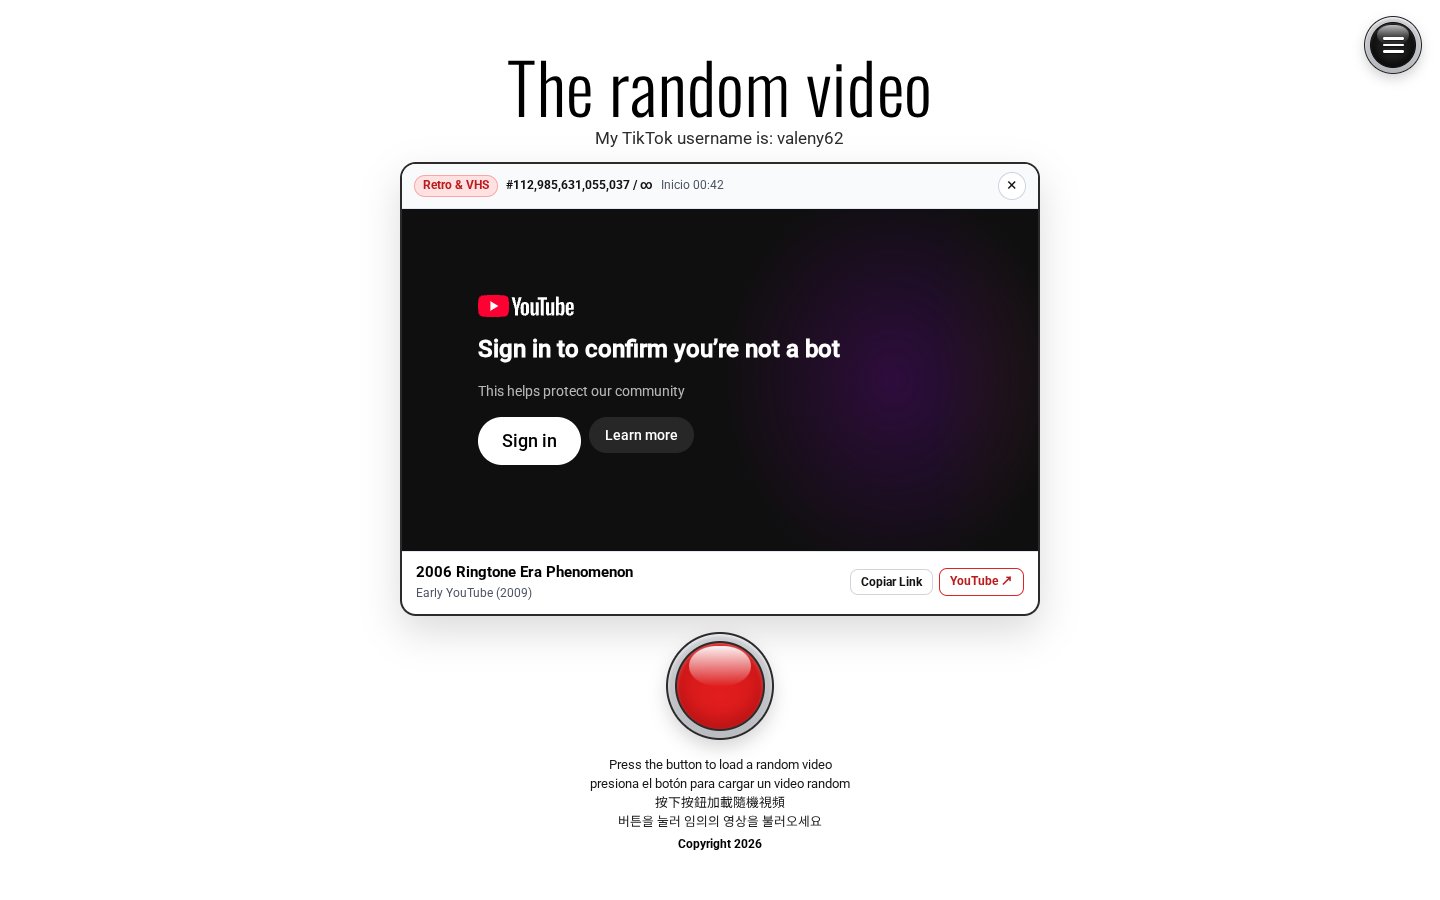 The random video
My TikTok username is: valeny62
Retro & VHS #112,985,631,055,037 / ∞ Inicio 00:42 ×
YouTube
Sign in to confirm you’re not a bot
This helps protect our community
Sign in Learn more
2006 Ringtone Era Phenomenon
Early YouTube (2009)
Copiar Link YouTube ↗
Press the button to load a random video
presiona el botón para cargar un video random
按下按鈕加載隨機視頻
버튼을 눌러 임의의 영상을 불러오세요
Copyright 2026